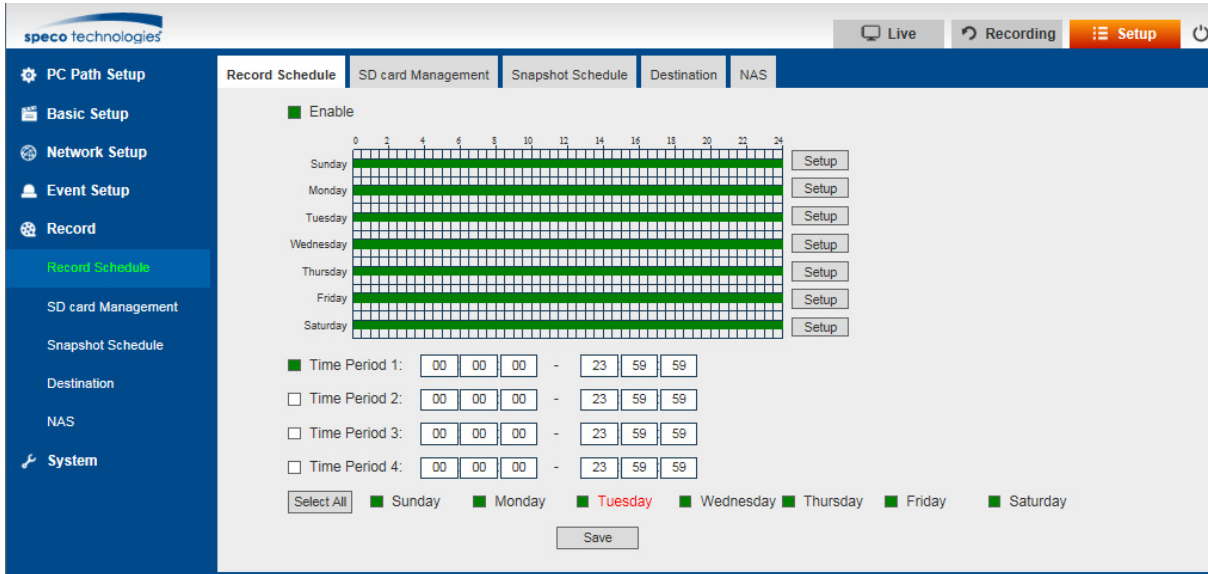 speco technologies
Live Recording Setup
PC Path Setup
Basic Setup
Network Setup
Event Setup
Record
Record Schedule
SD card Management
Snapshot Schedule
Destination
NAS
System
Record Schedule SD card Management Snapshot Schedule Destination NAS
Enable
0 2 4 6 8 10 12 14 16 18 20 22 24
Sunday Setup
Monday Setup
Tuesday Setup
Wednesday Setup
Thursday Setup
Friday Setup
Saturday Setup
Time Period 1: 00 : 00 : 00 - 23 : 59 : 59
Time Period 2: 00 : 00 : 00 - 23 : 59 : 59
Time Period 3: 00 : 00 : 00 - 23 : 59 : 59
Time Period 4: 00 : 00 : 00 - 23 : 59 : 59
Select All Sunday Monday Tuesday Wednesday Thursday Friday Saturday
Save